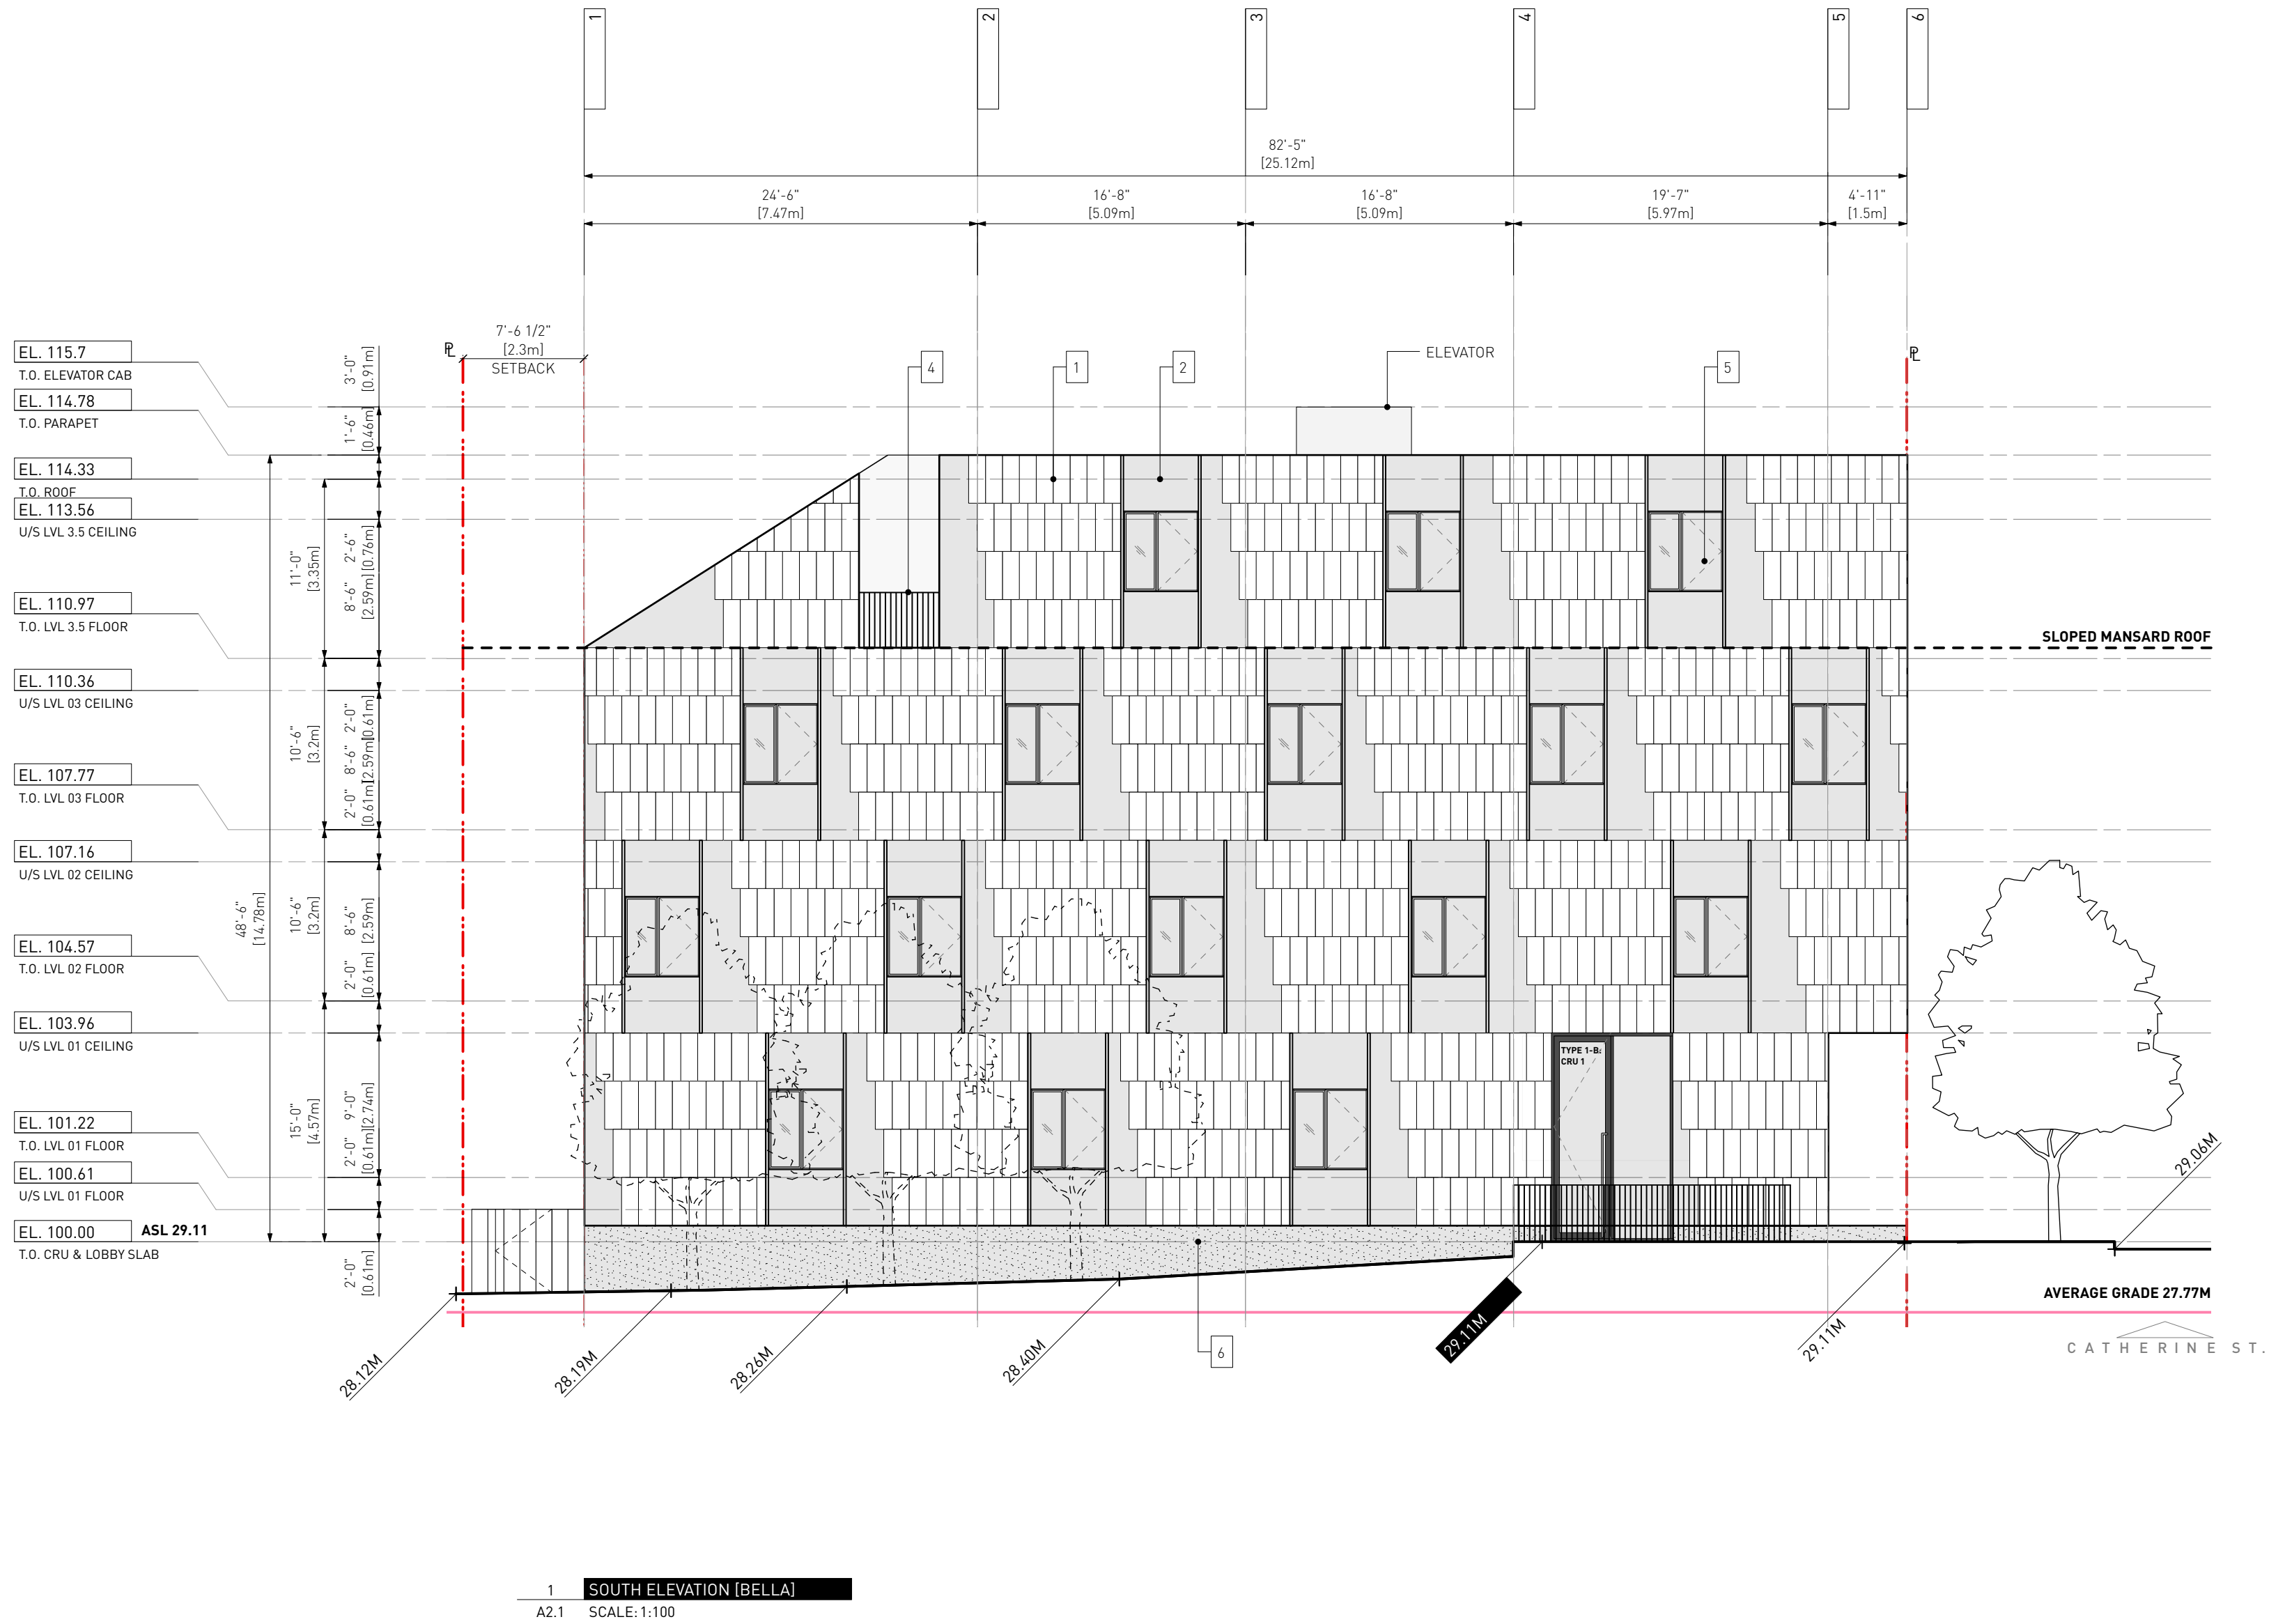 1
2
3
4
5
6
82'-5"
[25.12m]
24'-6"
[7.47m]
16'-8"
[5.09m]
16'-8"
[5.09m]
19'-7"
[5.97m]
4'-11"
[1.5m]
7'-6 1/2"
[2.3m]
SETBACK
PL
PL
4
1
2
ELEVATOR
5
EL. 115.7
T.O. ELEVATOR CAB
EL. 114.78
T.O. PARAPET
EL. 114.33
T.O. ROOF
EL. 113.56
U/S LVL 3.5 CEILING
EL. 110.97
T.O. LVL 3.5 FLOOR
EL. 110.36
U/S LVL 03 CEILING
EL. 107.77
T.O. LVL 03 FLOOR
EL. 107.16
U/S LVL 02 CEILING
EL. 104.57
T.O. LVL 02 FLOOR
EL. 103.96
U/S LVL 01 CEILING
EL. 101.22
T.O. LVL 01 FLOOR
EL. 100.61
U/S LVL 01 FLOOR
EL. 100.00 ASL 29.11
T.O. CRU & LOBBY SLAB
48'-6"
[14.78m]
11'-0"
[3.35m]
10'-6"
[3.2m]
10'-6"
[3.2m]
15'-0"
[4.57m]
3'-0"
[0.91m]
1'-6"
[0.46m]
2'-6"
[0.76m]
8'-6"
[2.59m]
2'-0"
[0.61m]
8'-6"
[2.59m]
2'-0"
[0.61m]
8'-6"
[2.59m]
2'-0"
[0.61m]
9'-0"
[2.74m]
2'-0"
[0.61m]
2'-0"
[0.61m]
SLOPED MANSARD ROOF
TYPE 1-B:
CRU 1
29.06M
AVERAGE GRADE 27.77M
CATHERINE ST.
28.12M
28.19M
28.26M
28.40M
6
29.11M
29.11M
1 SOUTH ELEVATION [BELLA]
A2.1 SCALE: 1:100